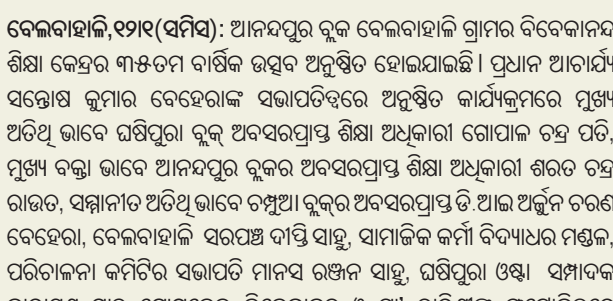 ବେଲବାହାଳି,୧୨ା୧(ସମିସ): ଆନନ୍ଦପୁର ବ୍ଲକ ବେଲବାହାଳି ଗ୍ରାମର ବିବେକାନନ୍ଦ
ଶିକ୍ଷା କେନ୍ଦ୍ରର ୩୫ତମ ବାର୍ଷିକ ଉତ୍ସବ ଅନୁଷ୍ଠିତ ହୋଇଯାଇଛି। ପ୍ରଧାନ ଆଚାର୍ଯ୍ୟ
ସନ୍ତୋଷ କୁମାର ବେହେରାଙ୍କ ସଭାପତିତ୍ୱରେ ଅନୁଷ୍ଠିତ କାର୍ଯ୍ୟକ୍ରମରେ ମୁଖ୍ୟ
ଅତିଥି ଭାବେ ଘଷିପୁରା ବ୍ଲକ୍ ଅବସରପ୍ରାପ୍ତ ଶିକ୍ଷା ଅଧିକାରୀ ଗୋପାଳ ଚନ୍ଦ୍ର ପତି,
ମୁଖ୍ୟ ବକ୍ତା ଭାବେ ଆନନ୍ଦପୁର ବ୍ଲକର ଅବସରପ୍ରାପ୍ତ ଶିକ୍ଷା ଅଧିକାରୀ ଶରତ ଚନ୍ଦ୍ର
ରାଉତ, ସମ୍ମାନୀତ ଅତିଥି ଭାବେ ଚମ୍ପୁଆ ବ୍ଲକ୍‌ର ଅବସରପ୍ରାପ୍ତ ଡି.ଆଇ ଅର୍ଜୁନ ଚରଣ
ବେହେରା, ବେଲବାହାଳି ସରପଞ୍ଚ ଦୀପ୍ତି ସାହୁ, ସାମାଜିକ କର୍ମୀ ବିଦ୍ୟାଧର ମଣ୍ଡଳ,
ପରିଚାଳନା କମିଟିର ସଭାପତି ମାନସ ରଞ୍ଜନ ସାହୁ, ଘଷିପୁରା ଓଷ୍ଟା ସମ୍ପାଦକ